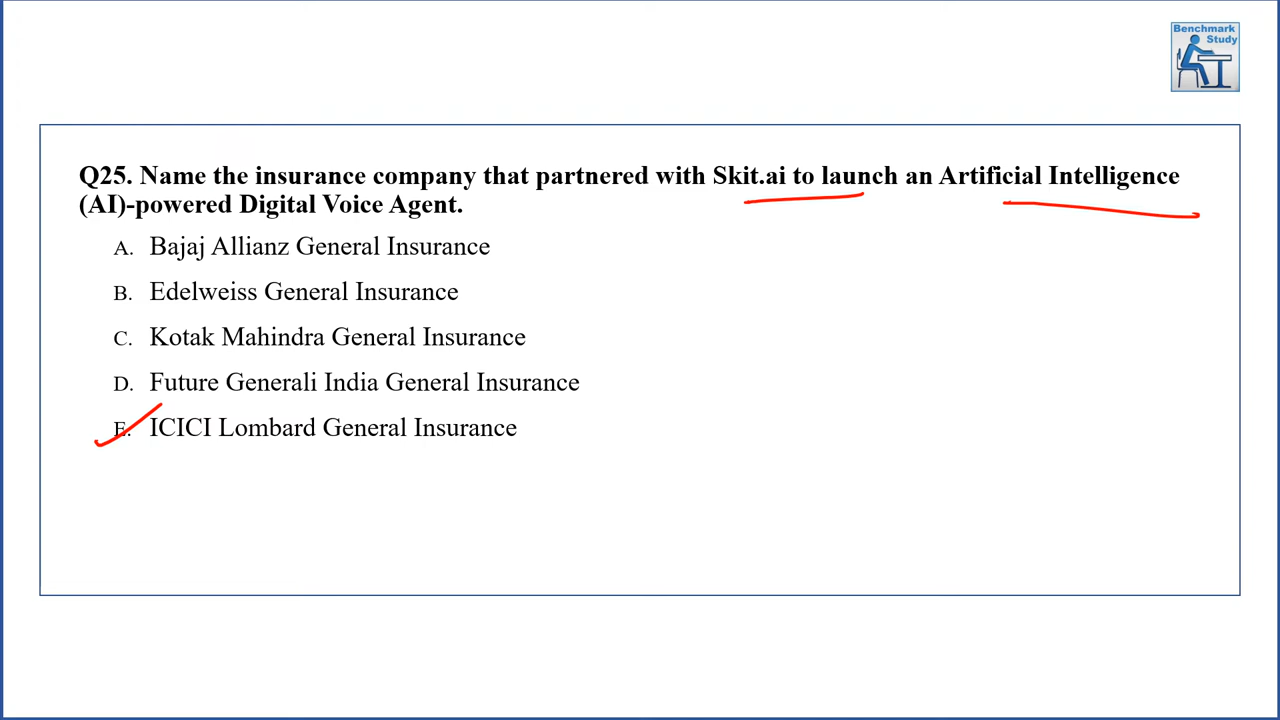 Benchmark
Study
Q25. Name the insurance company that partnered with Skit.ai to launch an Artificial Intelligence
(AI)-powered Digital Voice Agent.
A. Bajaj Allianz General Insurance
B. Edelweiss General Insurance
C. Kotak Mahindra General Insurance
D. Future Generali India General Insurance
E. ICICI Lombard General Insurance